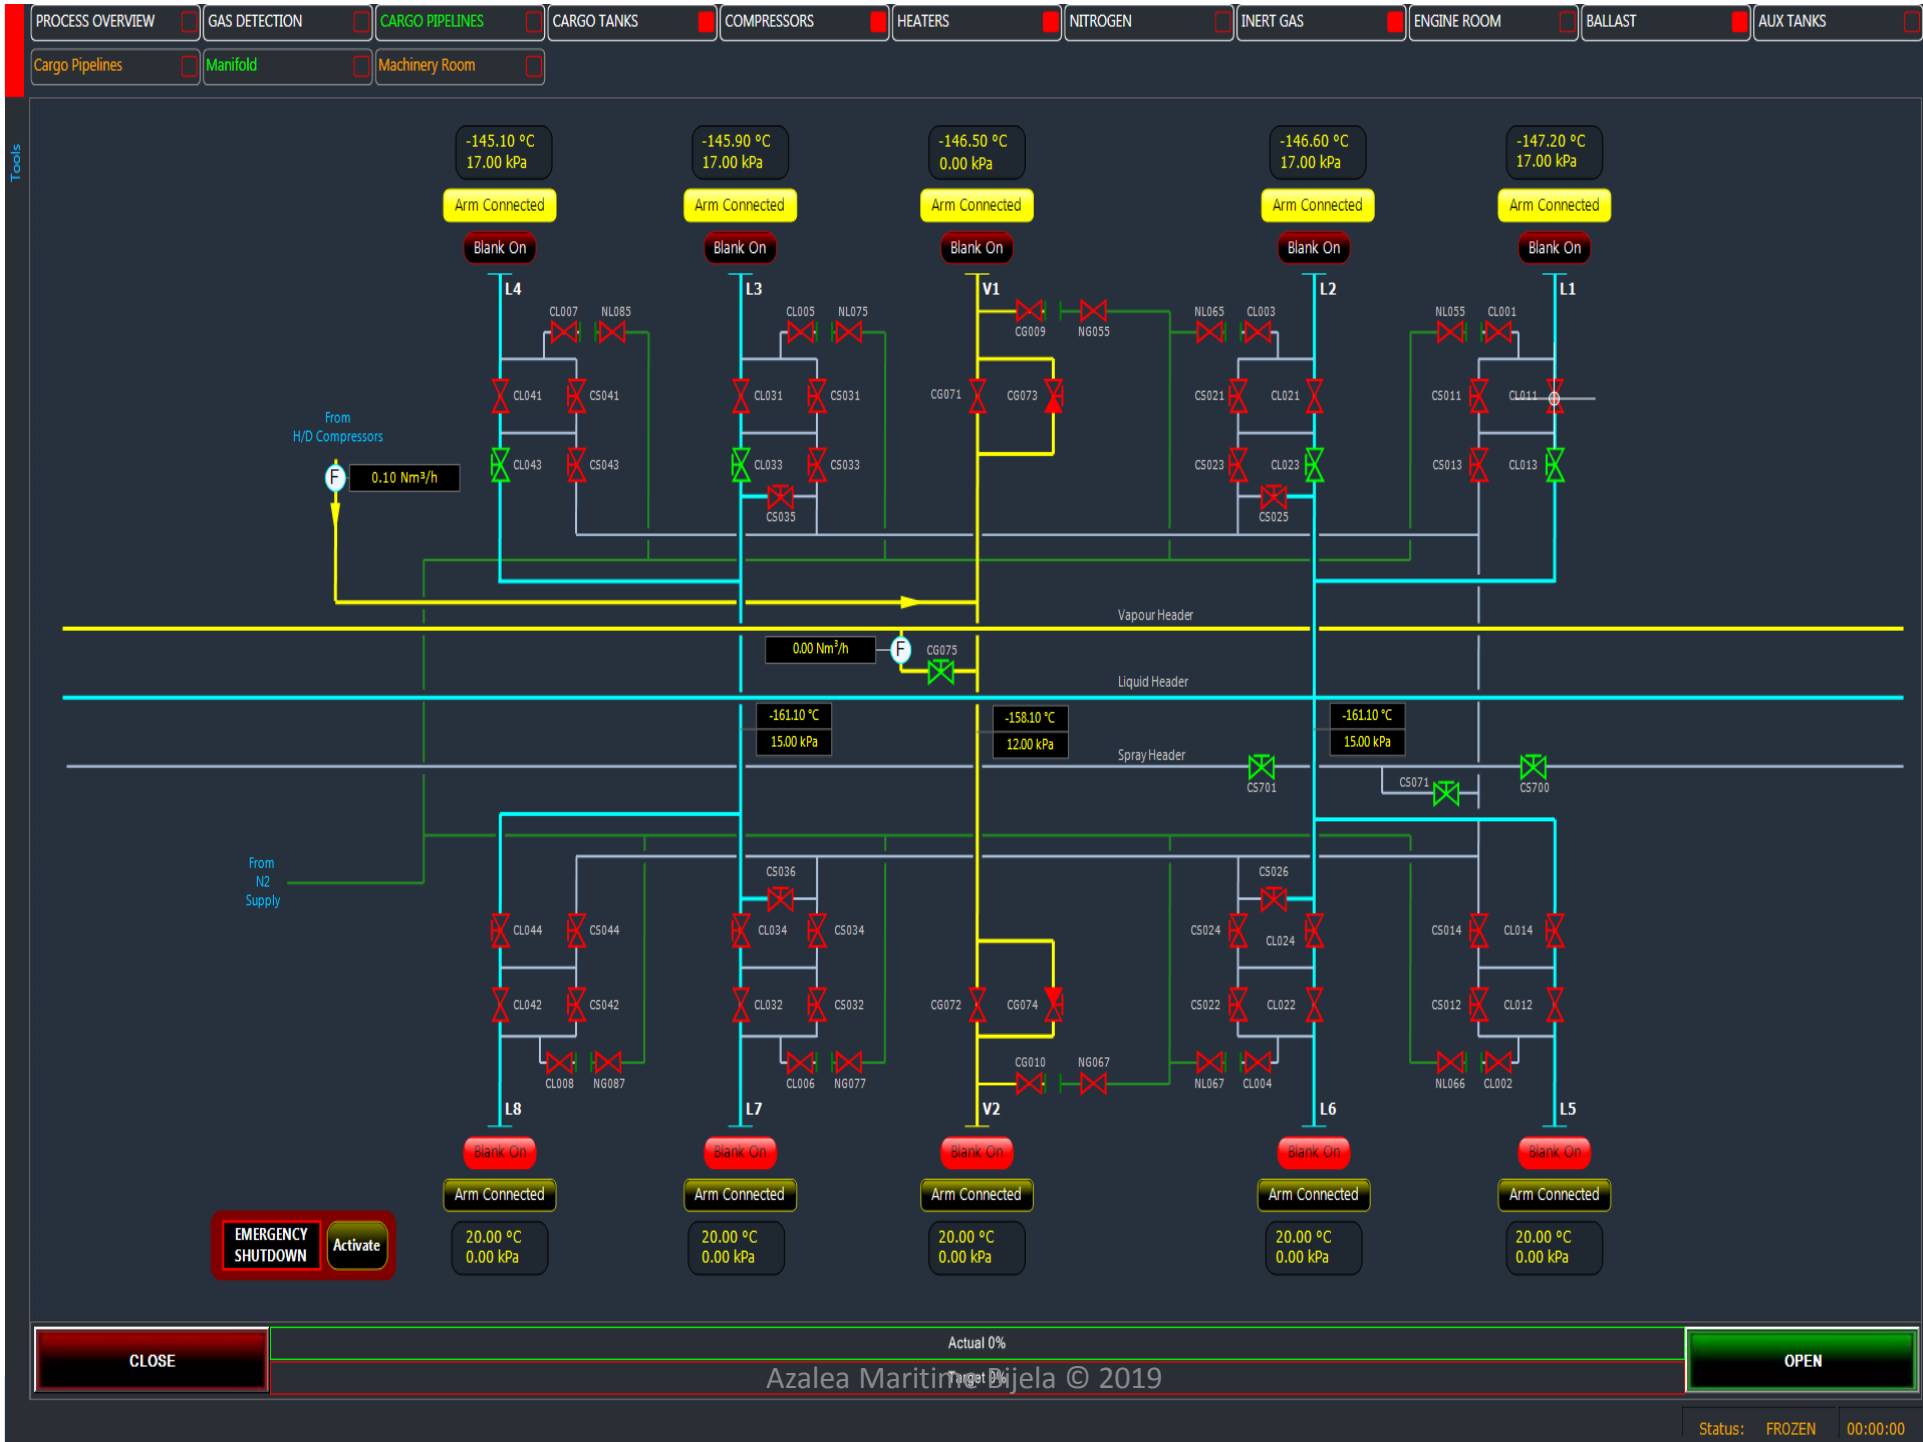 PROCESS OVERVIEW GAS DETECTION CARGO PIPELINES CARGO TANKS COMPRESSORS HEATERS NITROGEN INERT GAS ENGINE ROOM BALLAST AUX TANKS
Cargo Pipelines Manifold Machinery Room
Tools
-145.10 °C -145.90 °C -146.50 °C -146.60 °C -147.20 °C
17.00 kPa 17.00 kPa 0.00 kPa 17.00 kPa 17.00 kPa
Arm Connected Arm Connected Arm Connected Arm Connected Arm Connected
Blank On Blank On Blank On Blank On Blank On
L4 L3 V1 L2 L1
CL007 NL085 CL005 NL075 NL065 CL003 NL055 CL001
CG009 NG055
CL041 CS041 CL031 CS031 CG071 CG073 CS021 CL021 CS011 CL011
From
H/D Compressors
CL043 CS043 CL033 CS033 CS023 CL023 CS013 CL013
F 0.10 Nm³/h
CS035 CS025
Vapour Header
0.00 Nm³/h F CG075
Liquid Header
-161.10 °C -158.10 °C -161.10 °C
15.00 kPa 12.00 kPa 15.00 kPa
Spray Header
CS701 CS071 CS700
From
N2
Supply
CS036 CS026
CL044 CS044 CL034 CS034 CS024 CL024 CS014 CL014
CL042 CS042 CL032 CS032 CG072 CG074 CS022 CL022 CS012 CL012
CG010 NG067
CL008 NG087 CL006 NG077 NL067 CL004 NL066 CL002
L8 L7 V2 L6 L5
Blank On Blank On Blank On Blank On Blank On
Arm Connected Arm Connected Arm Connected Arm Connected Arm Connected
20.00 °C 20.00 °C 20.00 °C 20.00 °C 20.00 °C
0.00 kPa 0.00 kPa 0.00 kPa 0.00 kPa 0.00 kPa
EMERGENCY
SHUTDOWN
Activate
CLOSE
Actual 0%
Target 0%
OPEN
Azalea Maritime Bijela © 2019
Status: FROZEN 00:00:00